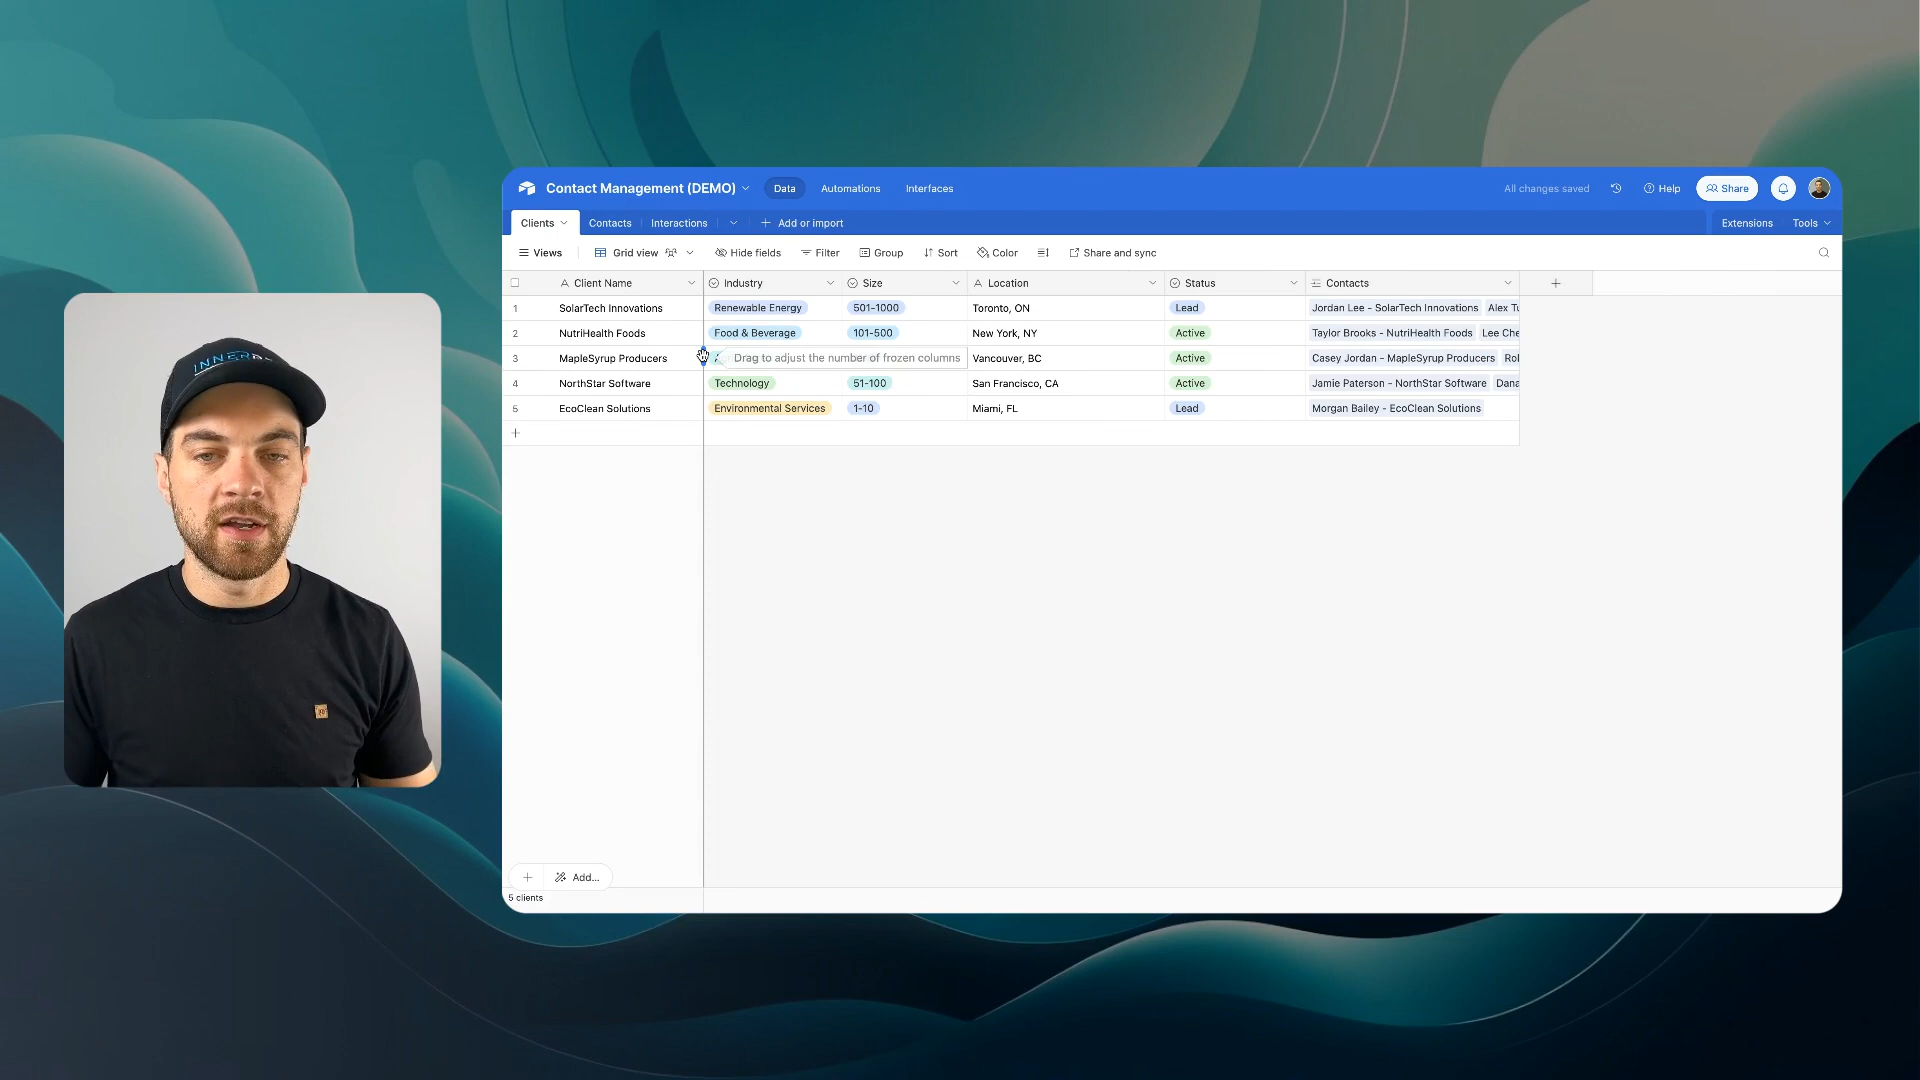 Contact Management (DEMO)
Data
Automations
Interfaces
All changes saved
Help
Share
Clients
Contacts
Interactions
Add or import
Extensions
Tools
Views
Grid view
Hide fields
Filter
Group
Sort
Color
Share and sync
Client Name
Industry
Size
Location
Status
Contacts
1 SolarTech Innovations Renewable Energy 501-1000 Toronto, ON Lead Jordan Lee - SolarTech Innovations Alex
2 NutriHealth Foods Food & Beverage 101-500 New York, NY Active Taylor Brooks - NutriHealth Foods Lee Che
3 MapleSyrup Producers Drag to adjust the number of frozen columns Vancouver, BC Active Casey Jordan - MapleSyrup Producers Rol
4 NorthStar Software Technology 51-100 San Francisco, CA Active Jamie Paterson - NorthStar Software Dana
5 EcoClean Solutions Environmental Services 1-10 Miami, FL Lead Morgan Bailey - EcoClean Solutions
Add...
5 clients